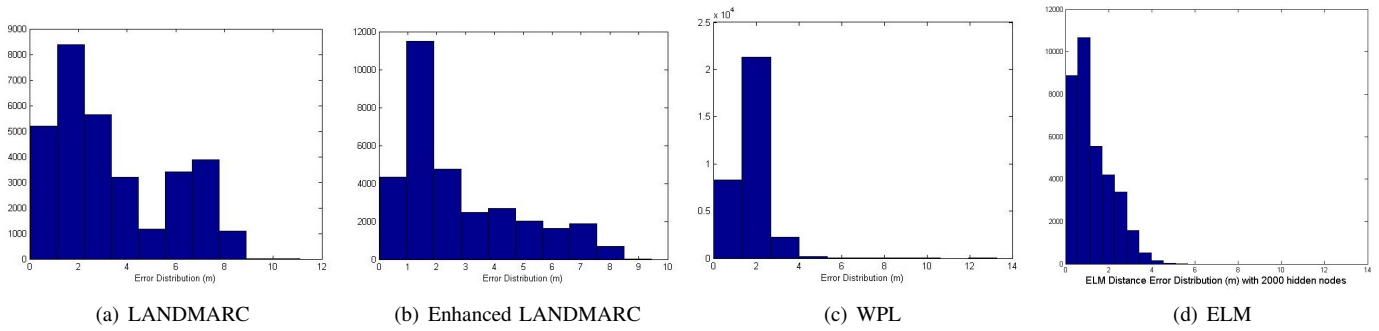 9000
8000
7000
6000
5000
4000
3000
2000
1000
0
0 2 4 6 8 10 12
Error Distribution (m)
(a) LANDMARC
12000
10000
8000
6000
4000
2000
0
0 1 2 3 4 5 6 7 8 9 10
Error Distribution (m)
(b) Enhanced LANDMARC
x 10^4
2.5
2
1.5
1
0.5
0
0 2 4 6 8 10 12 14
Error Distribution (m)
(c) WPL
12000
10000
8000
6000
4000
2000
0
0 2 4 6 8 10 12 14
ELM Distance Error Distribution (m) with 2000 hidden nodes
(d) ELM